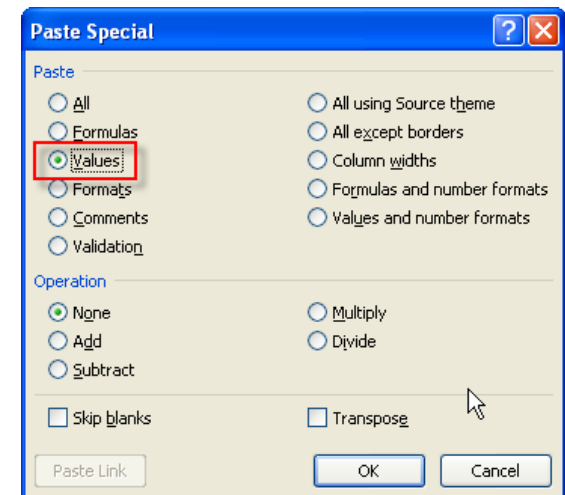 Paste Special
Paste
All
All using Source theme
Formulas
All except borders
Values
Column widths
Formats
Formulas and number formats
Comments
Values and number formats
Validation
Operation
None
Multiply
Add
Divide
Subtract
Skip blanks
Transpose
Paste Link
OK
Cancel